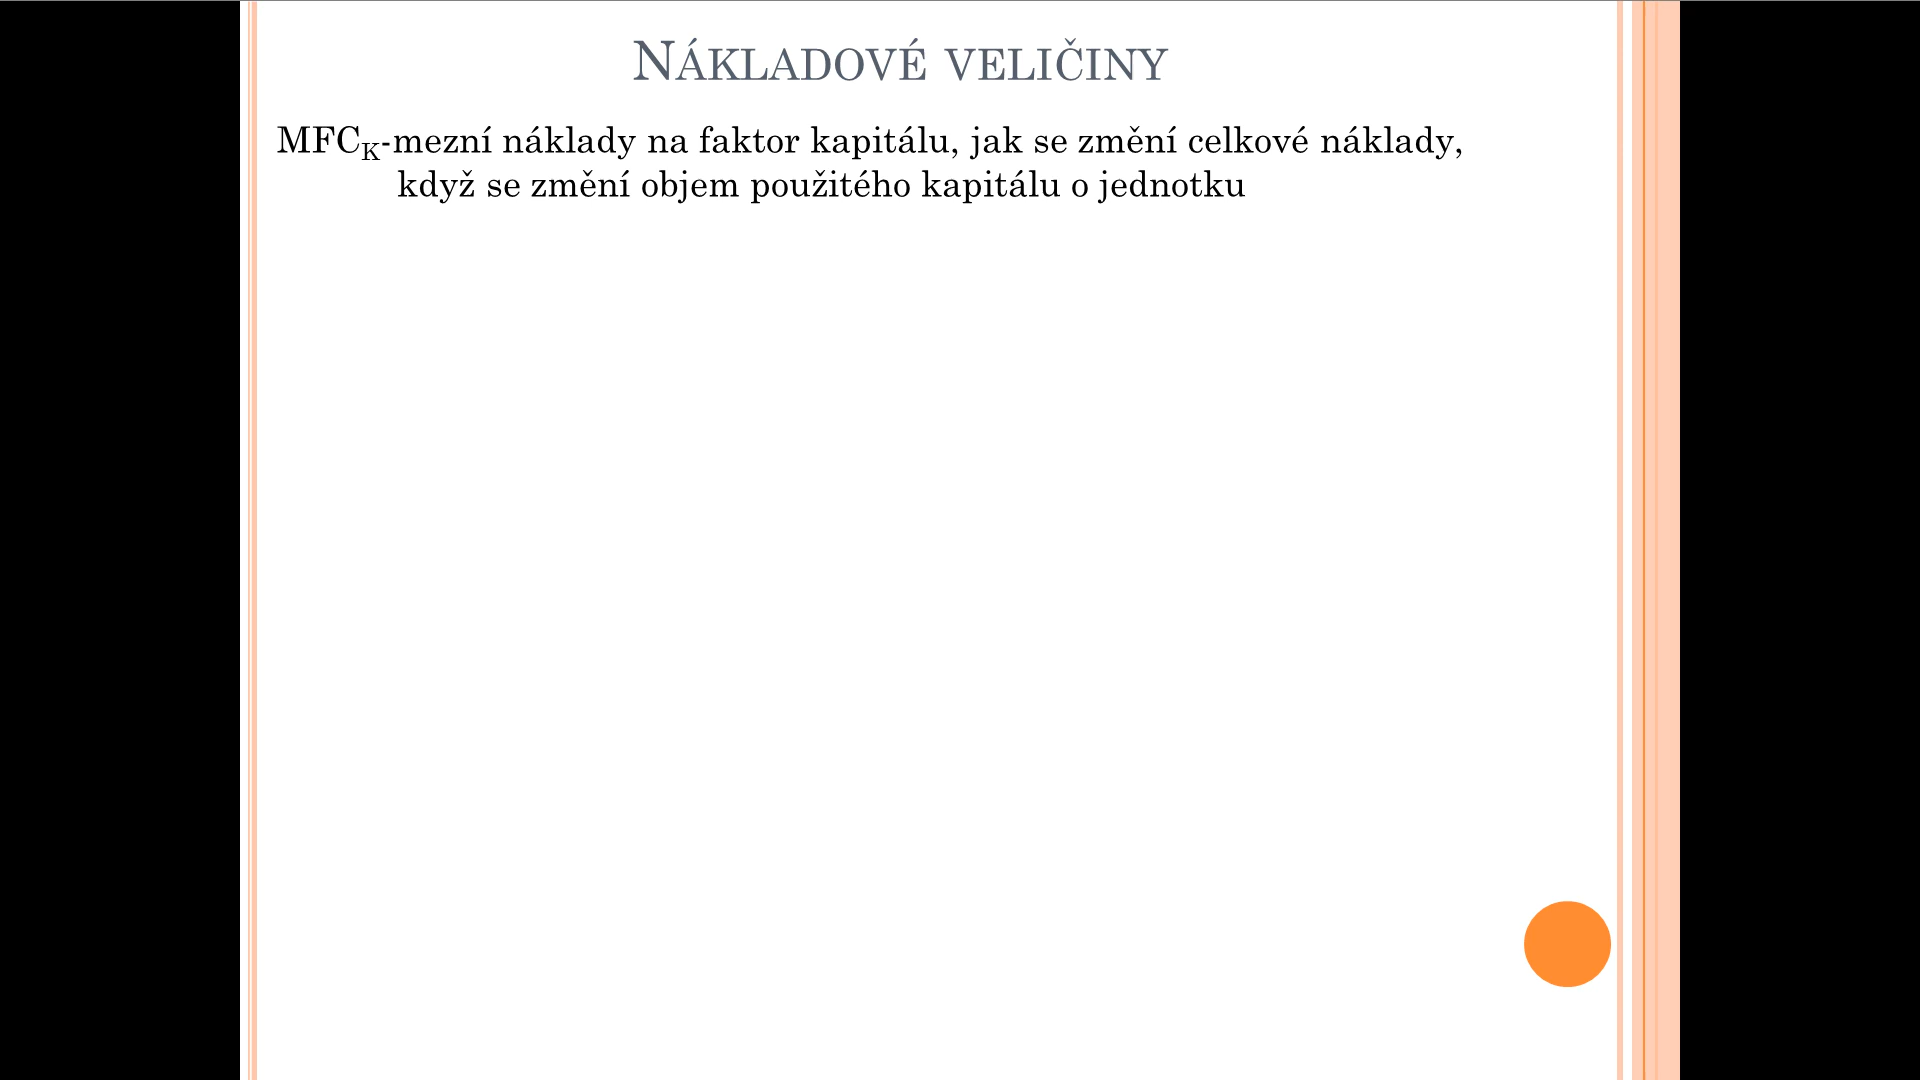 Nákladové veličiny
MFCK-mezní náklady na faktor kapitálu, jak se změní celkové náklady,
když se změní objem použitého kapitálu o jednotku